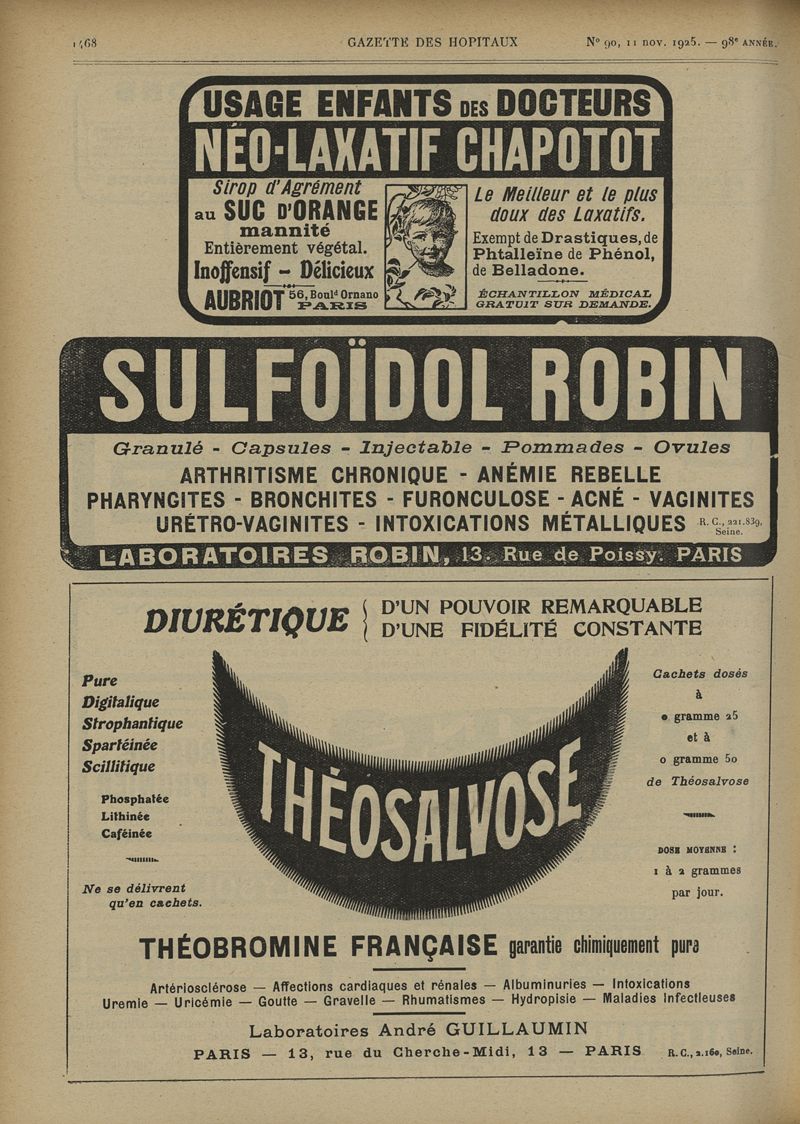 1468 GAZETTE DES HOPITAUX N° 90, 11 NOV. 1925. — 98e ANNÉE.
USAGE ENFANTS DES DOCTEURS
NÉO-LAXATIF CHAPOTOT
Sirop d'Agrément
au SUC D'ORANGE
mannité
Entièrement végétal.
Inoffensif – Délicieux
AUBRIOT 56, Boulᵈ Ornano
PARIS
Le Meilleur et le plus
doux des Laxatifs.
Exempt de Drastiques, de
Phtalleïne de Phénol,
de Belladone.
ÉCHANTILLON MÉDICAL
GRATUIT SUR DEMANDE.
SULFOÏDOL ROBIN
Granulé - Capsules - Injectable - Pommades - Ovules
ARTHRITISME CHRONIQUE - ANÉMIE REBELLE
PHARYNGITES - BRONCHITES - FURONCULOSE - ACNÉ - VAGINITES
URÉTRO-VAGINITES - INTOXICATIONS MÉTALLIQUES R. C., 221.839,
Seine.
LABORATOIRES ROBIN, 13. Rue de Poissy. PARIS
DIURÉTIQUE { D'UN POUVOIR REMARQUABLE
D'UNE FIDÉLITÉ CONSTANTE
Pure
Digitalique
Strophantique
Spartéinée
Scillitique
Phosphatée
Lithinée
Caféinée
Ne se délivrent
qu'en cachets.
THÉOSALVOSE
Cachets dosés
à
0 gramme 25
et à
0 gramme 50
de Théosalvose
DOSE MOYENNE :
1 à 2 grammes
par jour.
THÉOBROMINE FRANÇAISE garantie chimiquement pure
Artériosclérose — Affections cardiaques et rénales — Albuminuries — Intoxications
Uremie — Uricémie — Goutte — Gravelle — Rhumatismes — Hydropisie — Maladies Infectieuses
Laboratoires André GUILLAUMIN
PARIS — 13, rue du Cherche-Midi, 13 — PARIS R. C., 2.160, Seine.